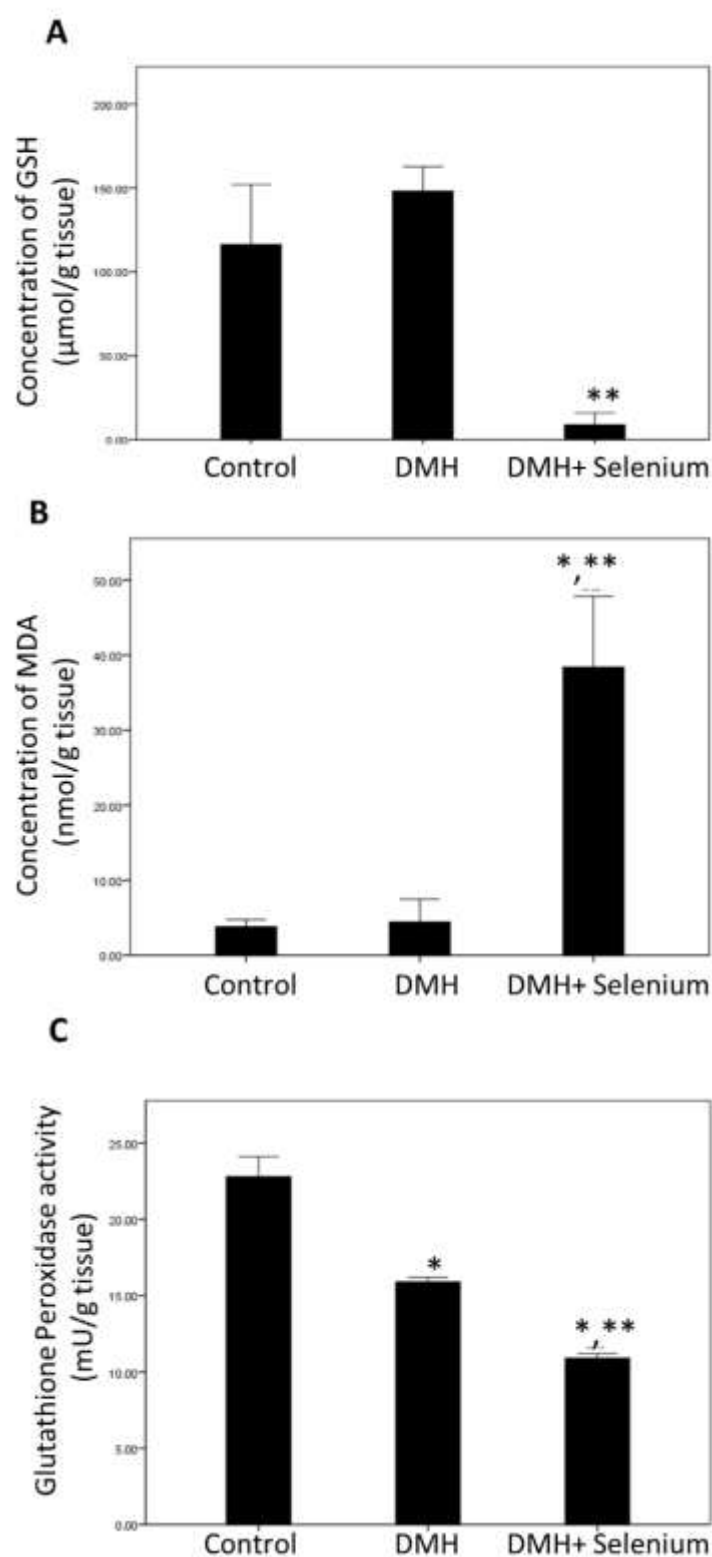 A
Concentration of GSH
(µmol/g tissue)
200.00
150.00
100.00
50.00
0.00
**
Control DMH DMH+ Selenium
B
Concentration of MDA
(nmol/g tissue)
50.00
40.00
30.00
20.00
10.00
0.00
*,**
Control DMH DMH+ Selenium
C
Glutathione Peroxidase activity
(mU/g tissue)
25.00
20.00
15.00
10.00
5.00
0.00
*
*,**
Control DMH DMH+ Selenium